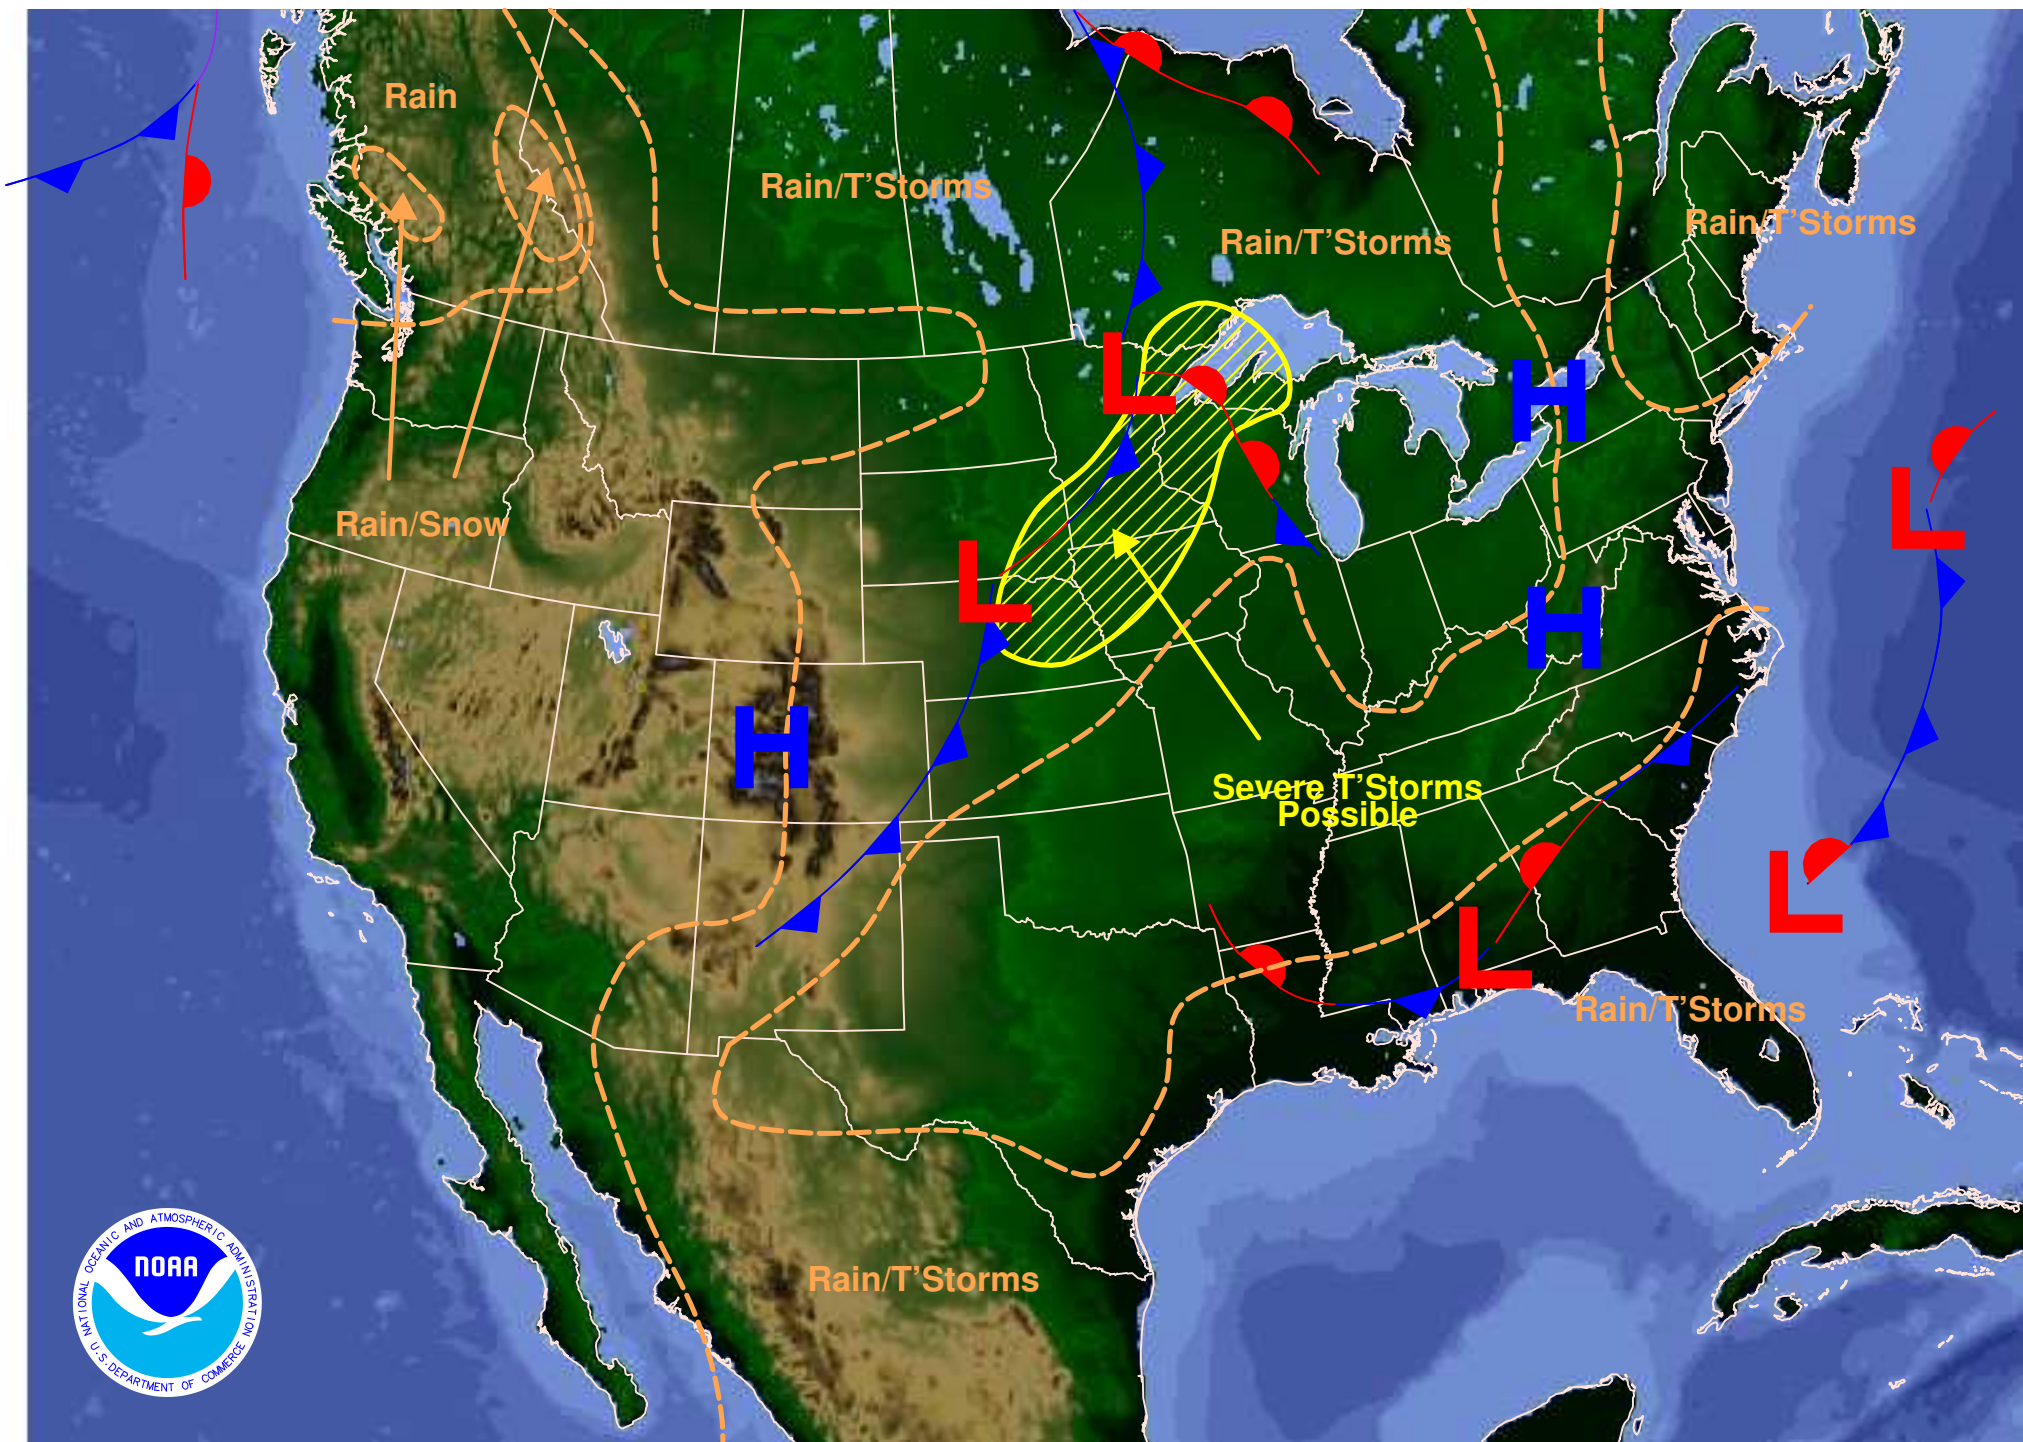 Rain
Rain/T'Storms
Rain/T'Storms
Rain/T'Storms
Rain/Snow
L
H
L
L
H
H
Severe T'Storms
Possible
L
L
Rain/T'Storms
Rain/T'Storms
NATIONAL OCEANIC AND ATMOSPHERIC ADMINISTRATION
NOAA
U.S. DEPARTMENT OF COMMERCE